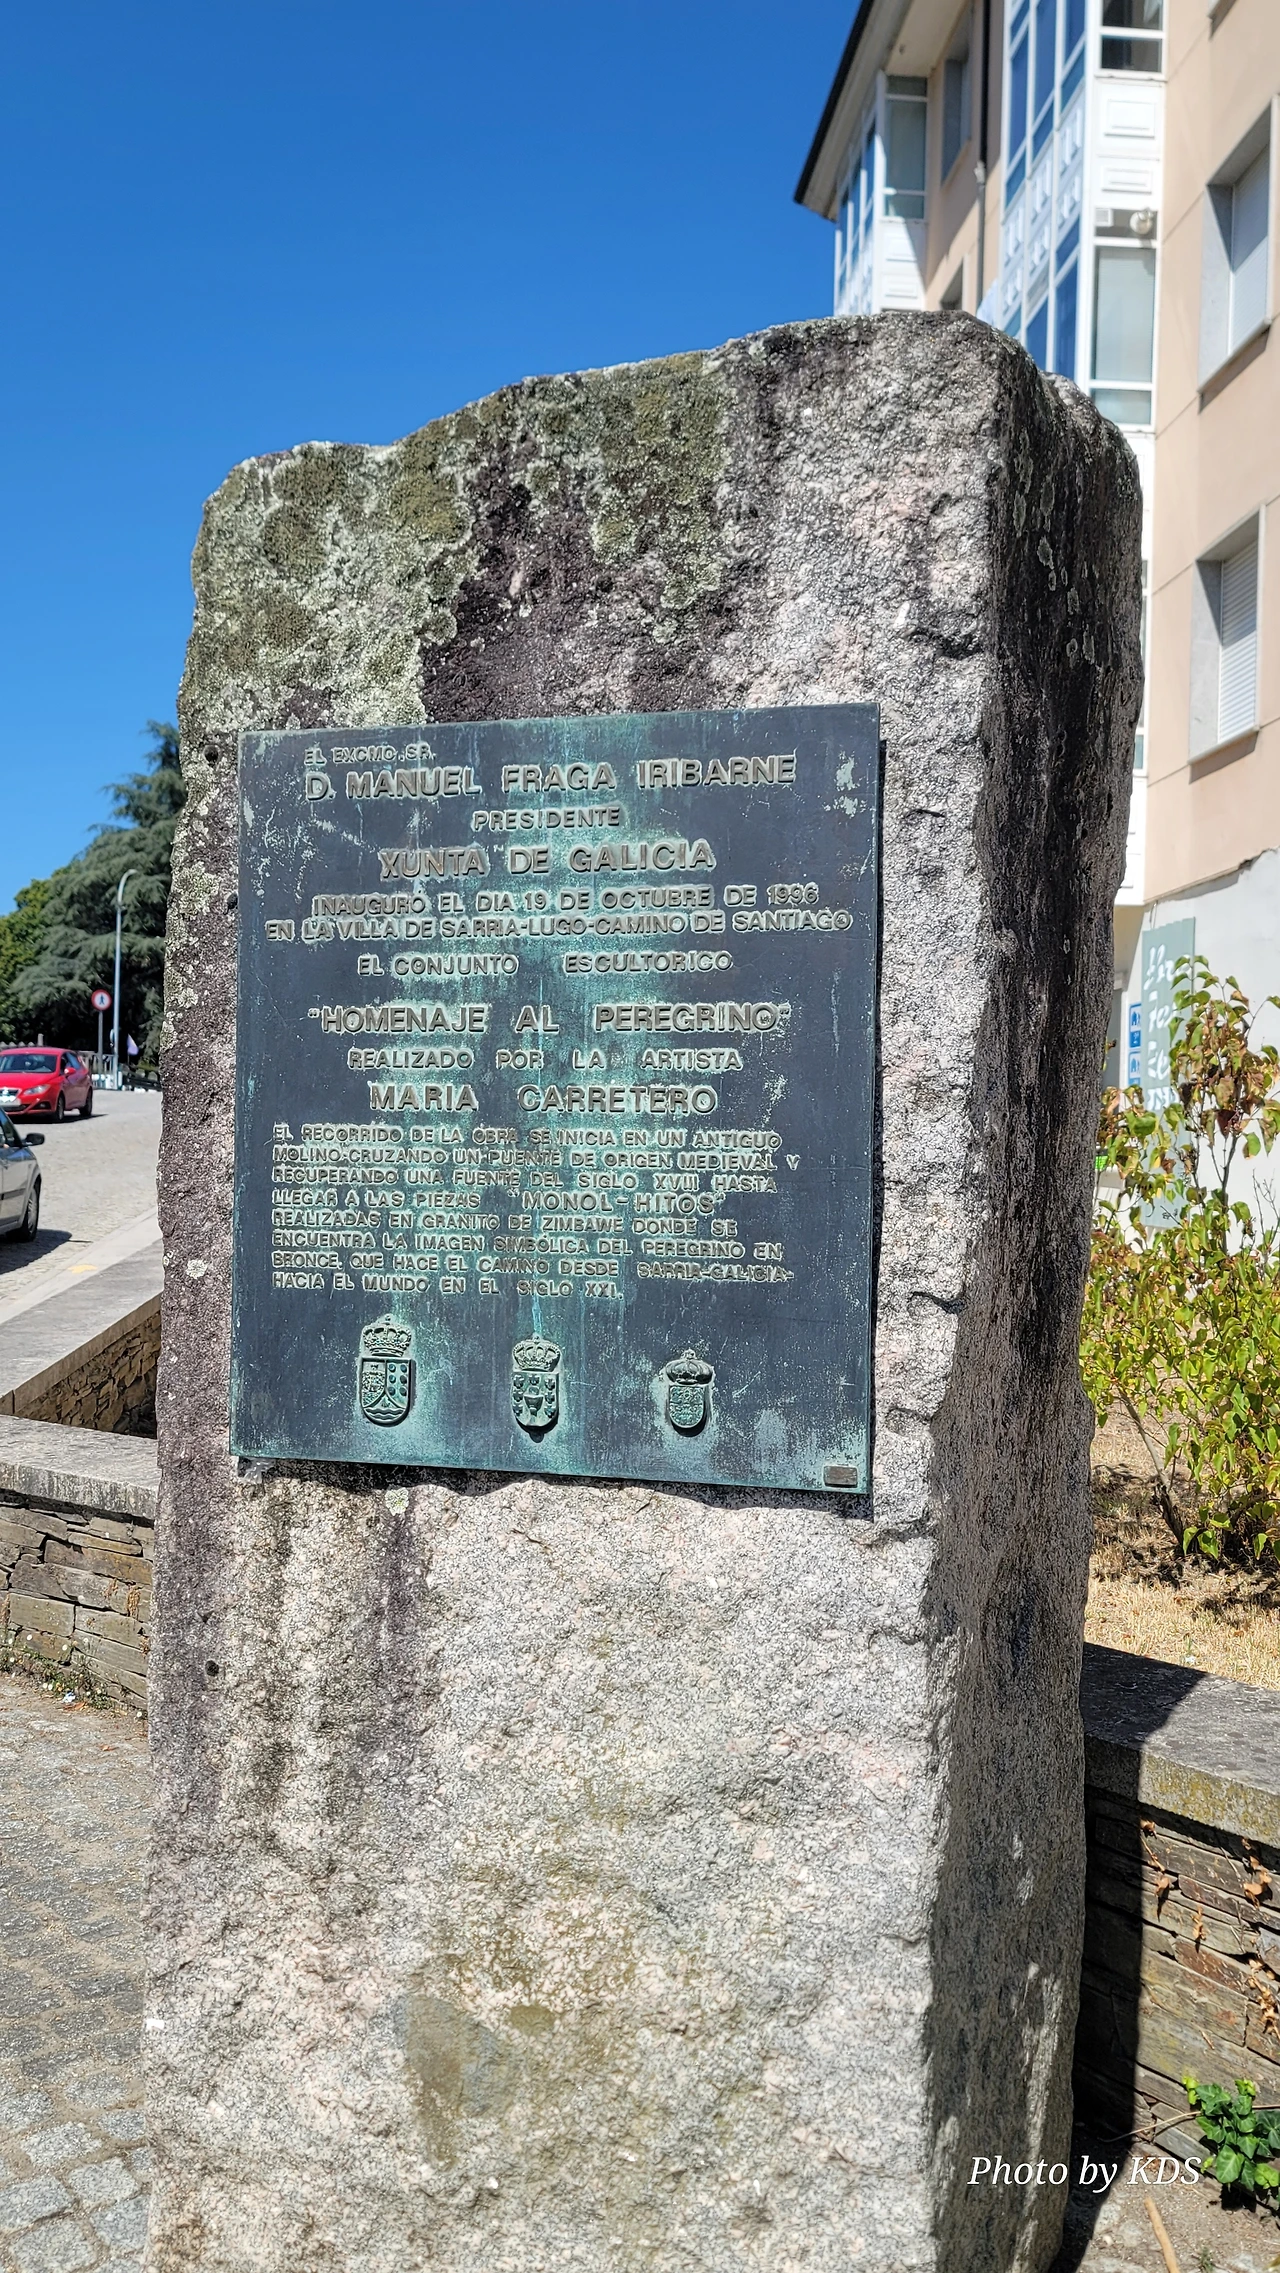 EL EXCMO. SR.
D. MANUEL FRAGA IRIBARNE
PRESIDENTE
XUNTA DE GALICIA
INAUGURÓ EL DIA 19 DE OCTUBRE DE 1996
EN LA VILLA DE SARRIA-LUGO-CAMINO DE SANTIAGO
EL CONJUNTO ESCULTORICO
"HOMENAJE AL PEREGRINO"
REALIZADO POR LA ARTISTA
MARIA CARRETERO
EL RECORRIDO DE LA OBRA SE INICIA EN UN ANTIGUO
MOLINO-CRUZANDO UN PUENTE DE ORIGEN MEDIEVAL Y
RECUPERANDO UNA FUENTE DEL SIGLO XVIII HASTA
LLEGAR A LAS PIEZAS "MONOL-HITOS"
REALIZADAS EN GRANITO DE ZIMBAWE DONDE SE
ENCUENTRA LA IMAGEN SIMBÓLICA DEL PEREGRINO EN
BRONCE, QUE HACE EL CAMINO DESDE SARRIA-GALICIA-
HACIA EL MUNDO EN EL SIGLO XXI.
Photo by KDS